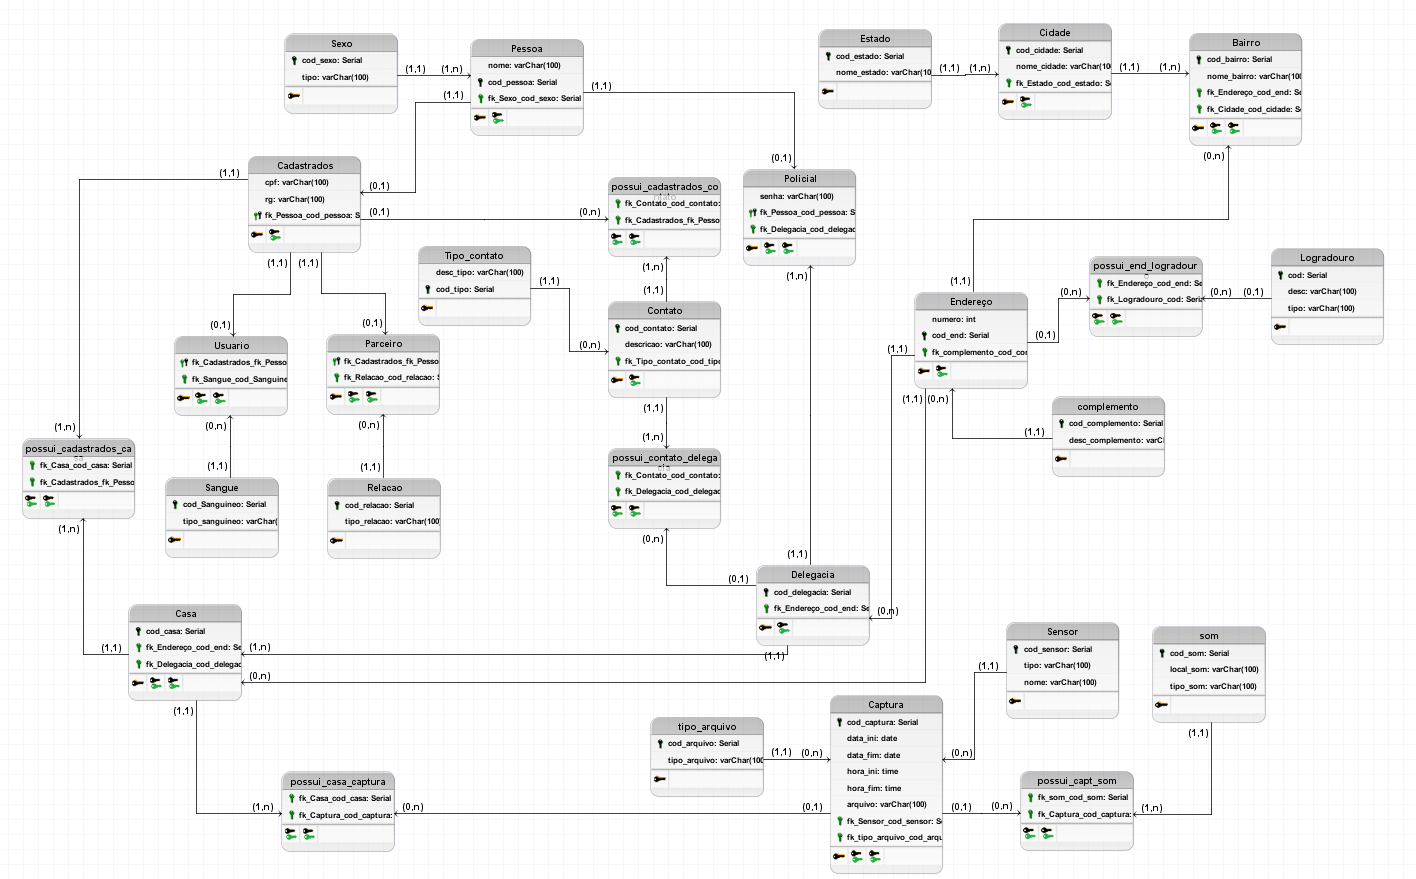 Sexo
cod_sexo: Serial
tipo: varChar(100)
(1,1)
(1,n)
Pessoa
nome: varChar(100)
cod_pessoa: Serial
fk_Sexo_cod_sexo: Serial
(1,1)
(1,1)
Estado
cod_estado: Serial
nome_estado: varChar(10
(1,1)
(1,n)
Cidade
cod_cidade: Serial
nome_cidade: varChar(10
fk_Estado_cod_estado: S
(1,1)
(1,n)
Bairro
cod_bairro: Serial
nome_bairro: varChar(10
fk_Endereço_cod_end: S
fk_Cidade_cod_cidade: S
(0,n)
Cadastrados
cpf: varChar(100)
rg: varChar(100)
fk_Pessoa_cod_pessoa: S
(1,1)
(0,1)
(0,1)
(0,n)
(1,1)
(1,1)
possui_cadastrados_co
ntato
fk_Contato_cod_contato:
fk_Cadastrados_fk_Pesso
(1,n)
(0,1)
Policial
senha: varChar(100)
fk_Pessoa_cod_pessoa: S
fk_Delegacia_cod_delegac
(1,n)
Tipo_contato
desc_tipo: varChar(100)
cod_tipo: Serial
(1,1)
(0,n)
(1,1)
Contato
cod_contato: Serial
descricao: varChar(100)
fk_Tipo_contato_cod_tipo
(1,1)
(1,n)
(1,1)
Endereço
numero: int
cod_end: Serial
fk_complemento_cod_co
(0,1)
(0,n)
(1,1)
(1,1)
(0,n)
possui_end_logradour
o
fk_Endereço_cod_end: S
fk_Logradouro_cod: Seri
(0,n)
(0,1)
Logradouro
cod: Serial
desc: varChar(100)
tipo: varChar(100)
complemento
cod_complemento: Serial
desc_complemento: varC
(1,1)
(0,1)
Usuario
fk_Cadastrados_fk_Pesso
fk_Sangue_cod_Sanguine
(0,n)
(1,1)
(0,1)
Parceiro
fk_Cadastrados_fk_Pesso
fk_Relacao_cod_relacao: S
(0,n)
(1,1)
(1,n)
possui_cadastrados_ca
sa
fk_Casa_cod_casa: Serial
fk_Cadastrados_fk_Pesso
(1,n)
Sangue
cod_Sanguineo: Serial
tipo_sanguineo: varChar(
Relacao
cod_relacao: Serial
tipo_relacao: varChar(100
possui_contato_delega
cia
fk_Contato_cod_contato:
fk_Delegacia_cod_delegac
(0,n)
(0,1)
(1,1)
Delegacia
cod_delegacia: Serial
fk_Endereço_cod_end: Se
(0,n)
(1,1)
Casa
cod_casa: Serial
fk_Endereço_cod_end: Se
fk_Delegacia_cod_delegac
(1,1)
(1,n)
(0,n)
(1,1)
Sensor
cod_sensor: Serial
tipo: varChar(100)
nome: varChar(100)
(1,1)
(0,n)
som
cod_som: Serial
local_som: varChar(100)
tipo_som: varChar(100)
(1,1)
(1,n)
tipo_arquivo
cod_arquivo: Serial
tipo_arquivo: varChar(100
(1,1)
(0,n)
Captura
cod_captura: Serial
data_ini: date
data_fim: date
hora_ini: time
hora_fim: time
arquivo: varChar(100)
fk_Sensor_cod_sensor: S
fk_tipo_arquivo_cod_arqu
(0,1)
(0,1)
(0,n)
possui_casa_captura
fk_Casa_cod_casa: Serial
fk_Captura_cod_captura:
(1,n)
(0,n)
possui_capt_som
fk_som_cod_som: Serial
fk_Captura_cod_captura: